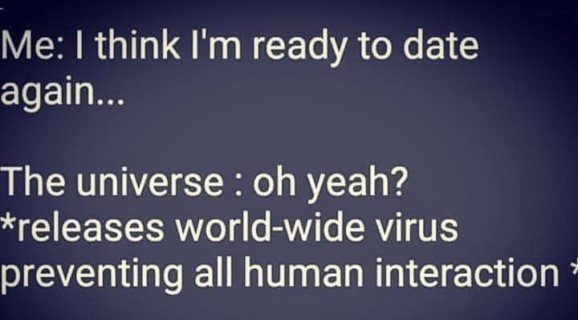 Me: I think I'm ready to date
again...
The universe : oh yeah?
*releases world-wide virus
preventing all human interaction *